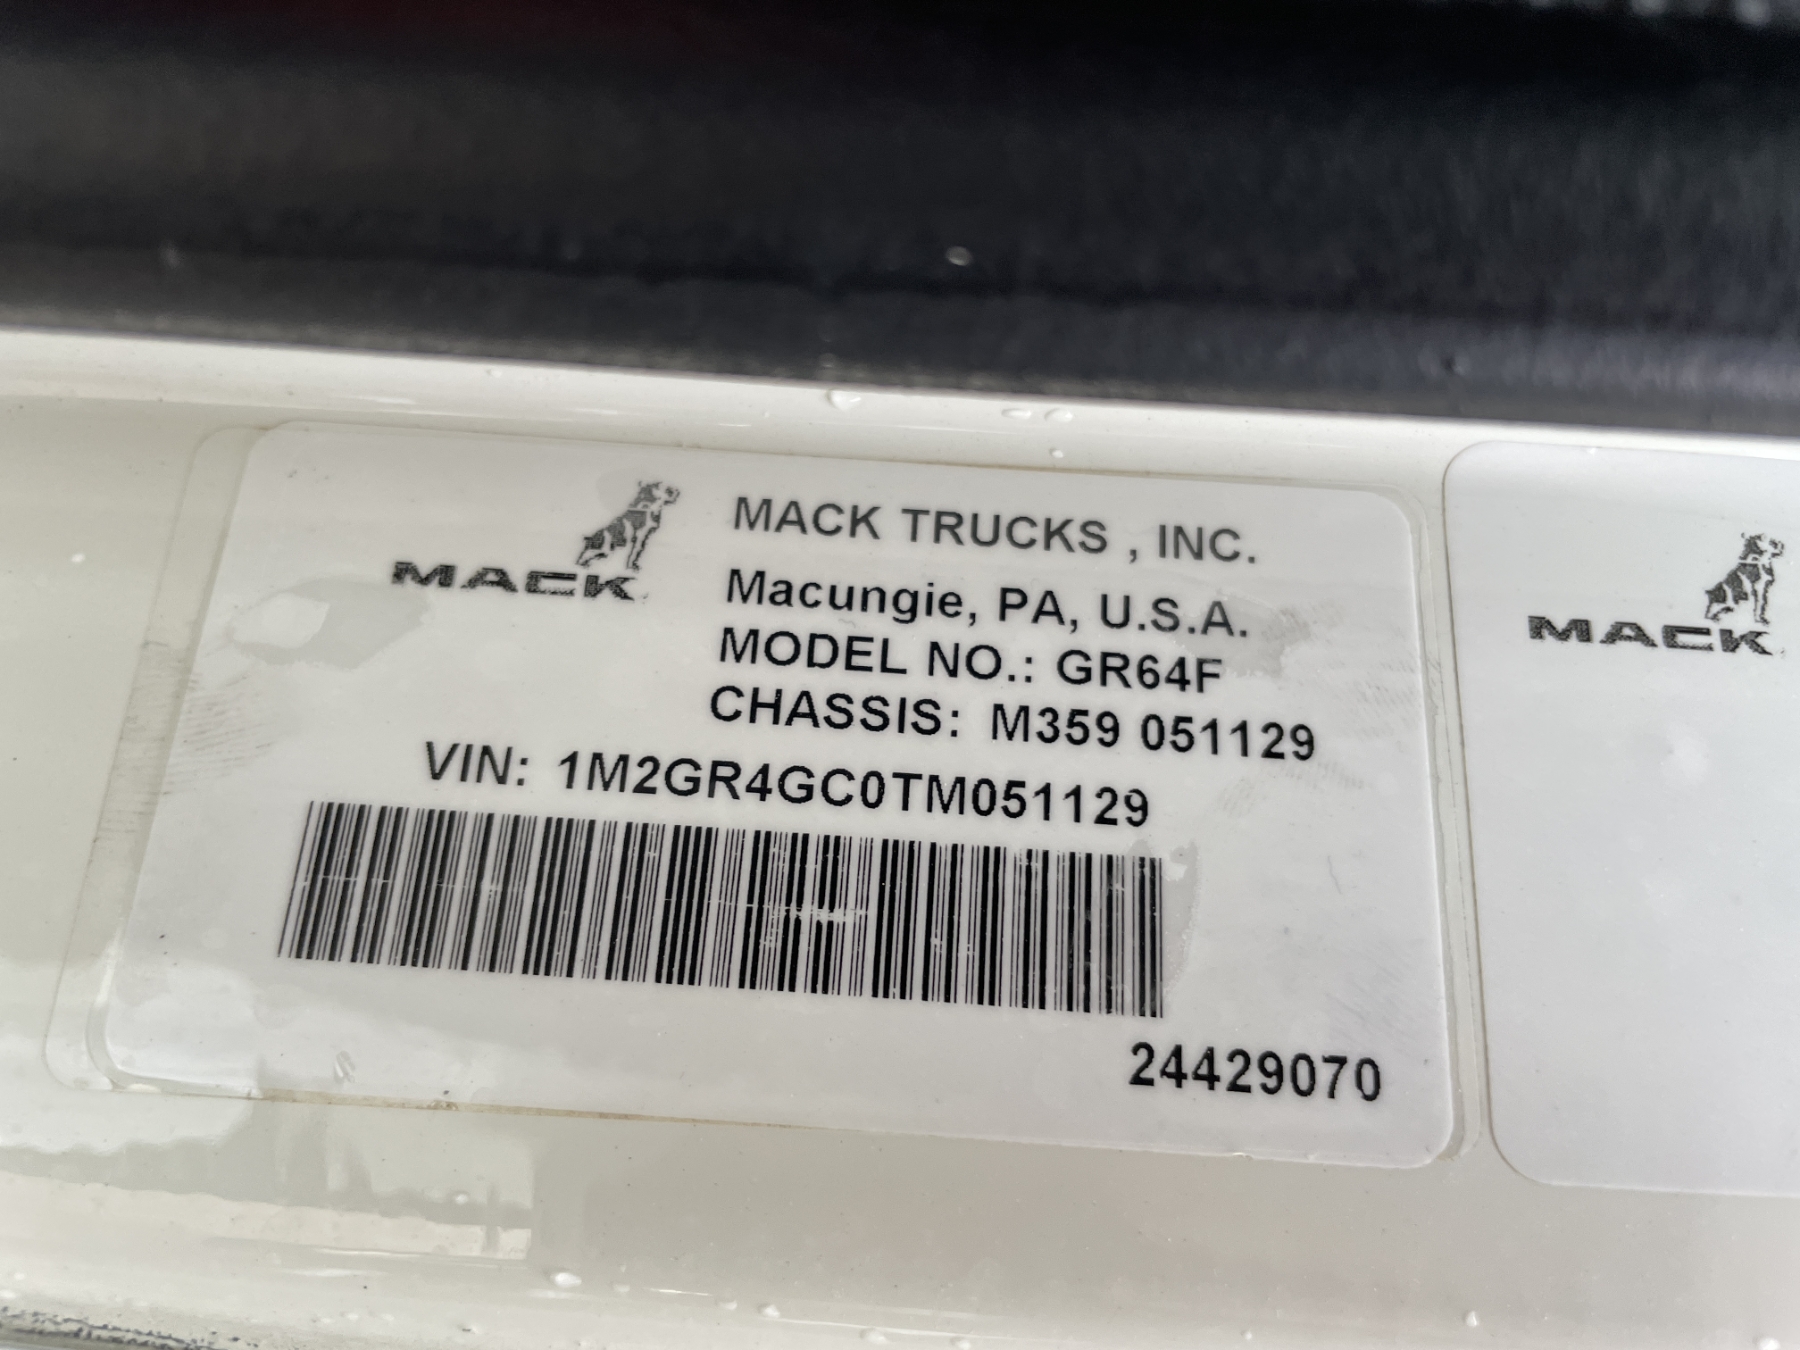 MACK
MACK TRUCKS , INC.
Macungie, PA, U.S.A.
MODEL NO.: GR64F
CHASSIS: M359 051129
VIN: 1M2GR4GC0TM051129
24429070
MACK